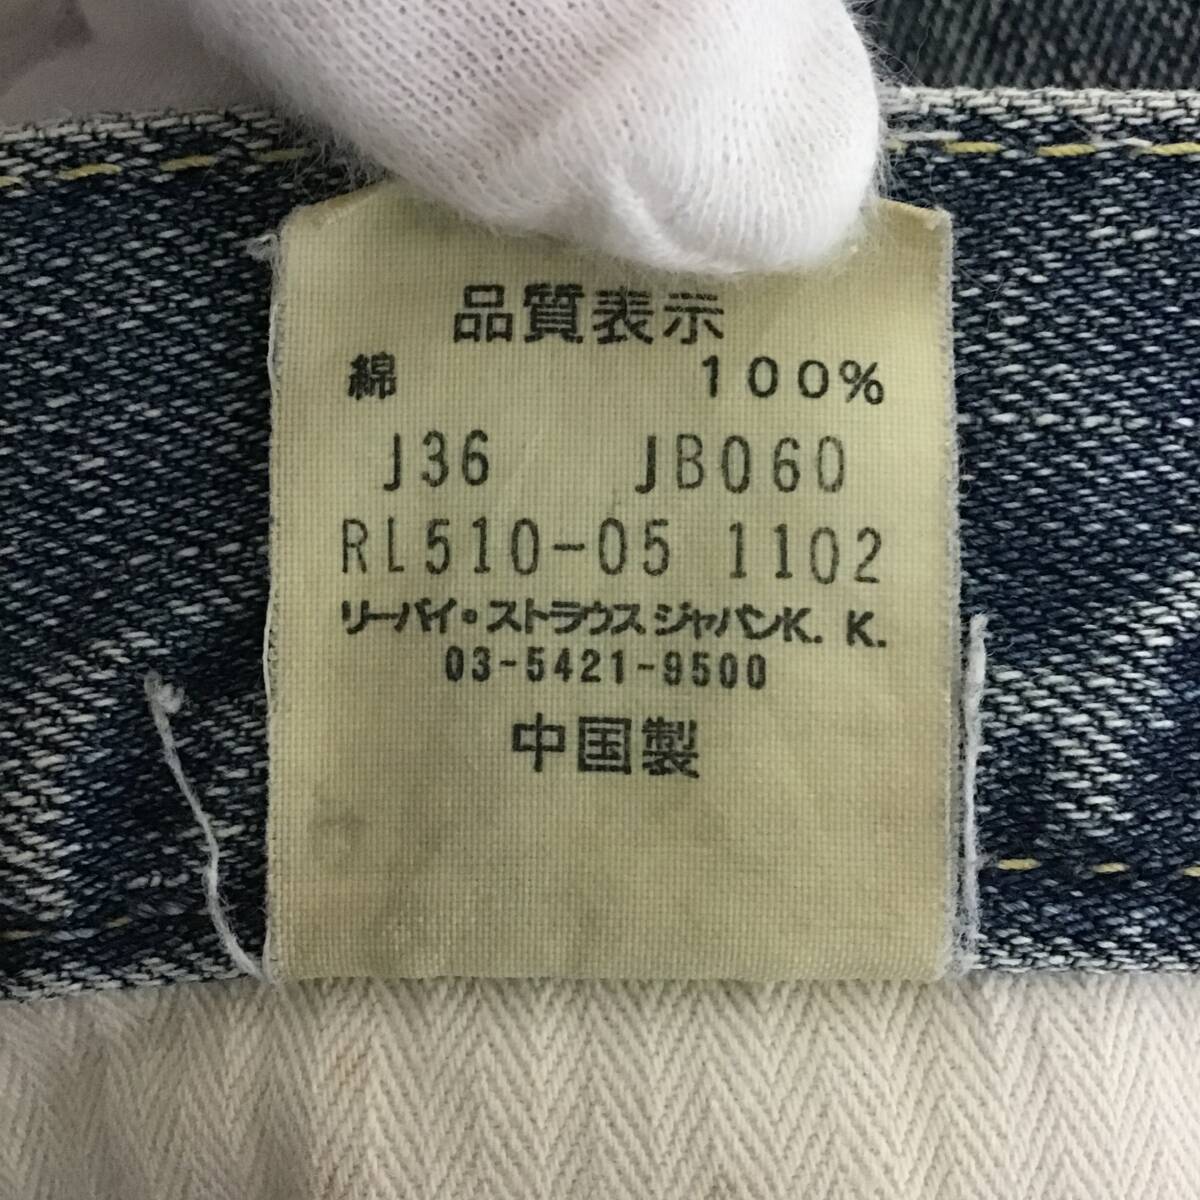 品質表示
綿 100%
J36 JB060
RL510-05 1102
リーバイ・ストラウスジャパンK. K.
03-5421-9500
中国製